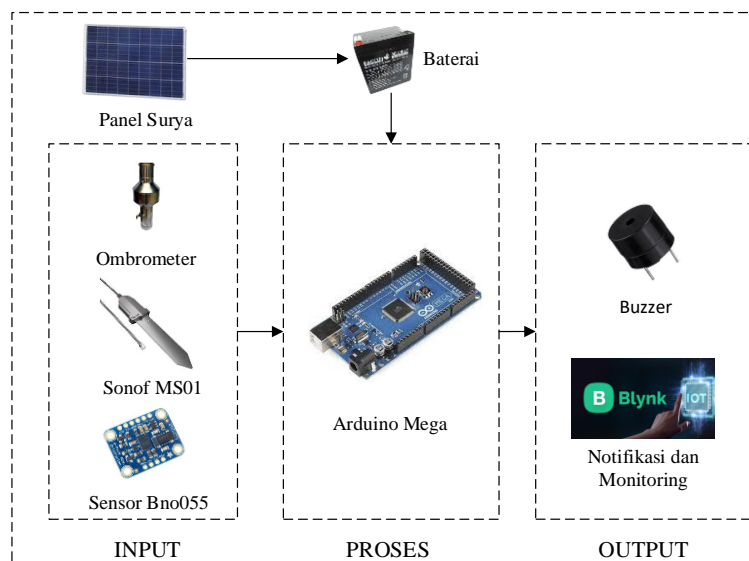 Baterai
Panel Surya
Ombrometer
Sonof MS01
Sensor Bno055
INPUT
Arduino Mega
PROSES
Buzzer
B Blynk
IOT
Notifikasi dan
Monitoring
OUTPUT